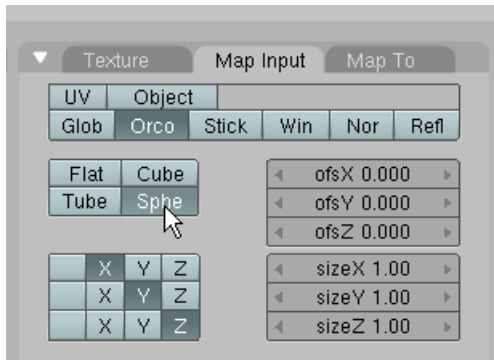 Texture Map Input Map To
UV Object
Glob Orco Stick Win Nor Refl
Flat Cube
Tube Sphe
ofsX 0.000
ofsY 0.000
ofsZ 0.000
X Y Z
X Y Z
X Y Z
sizeX 1.00
sizeY 1.00
sizeZ 1.00